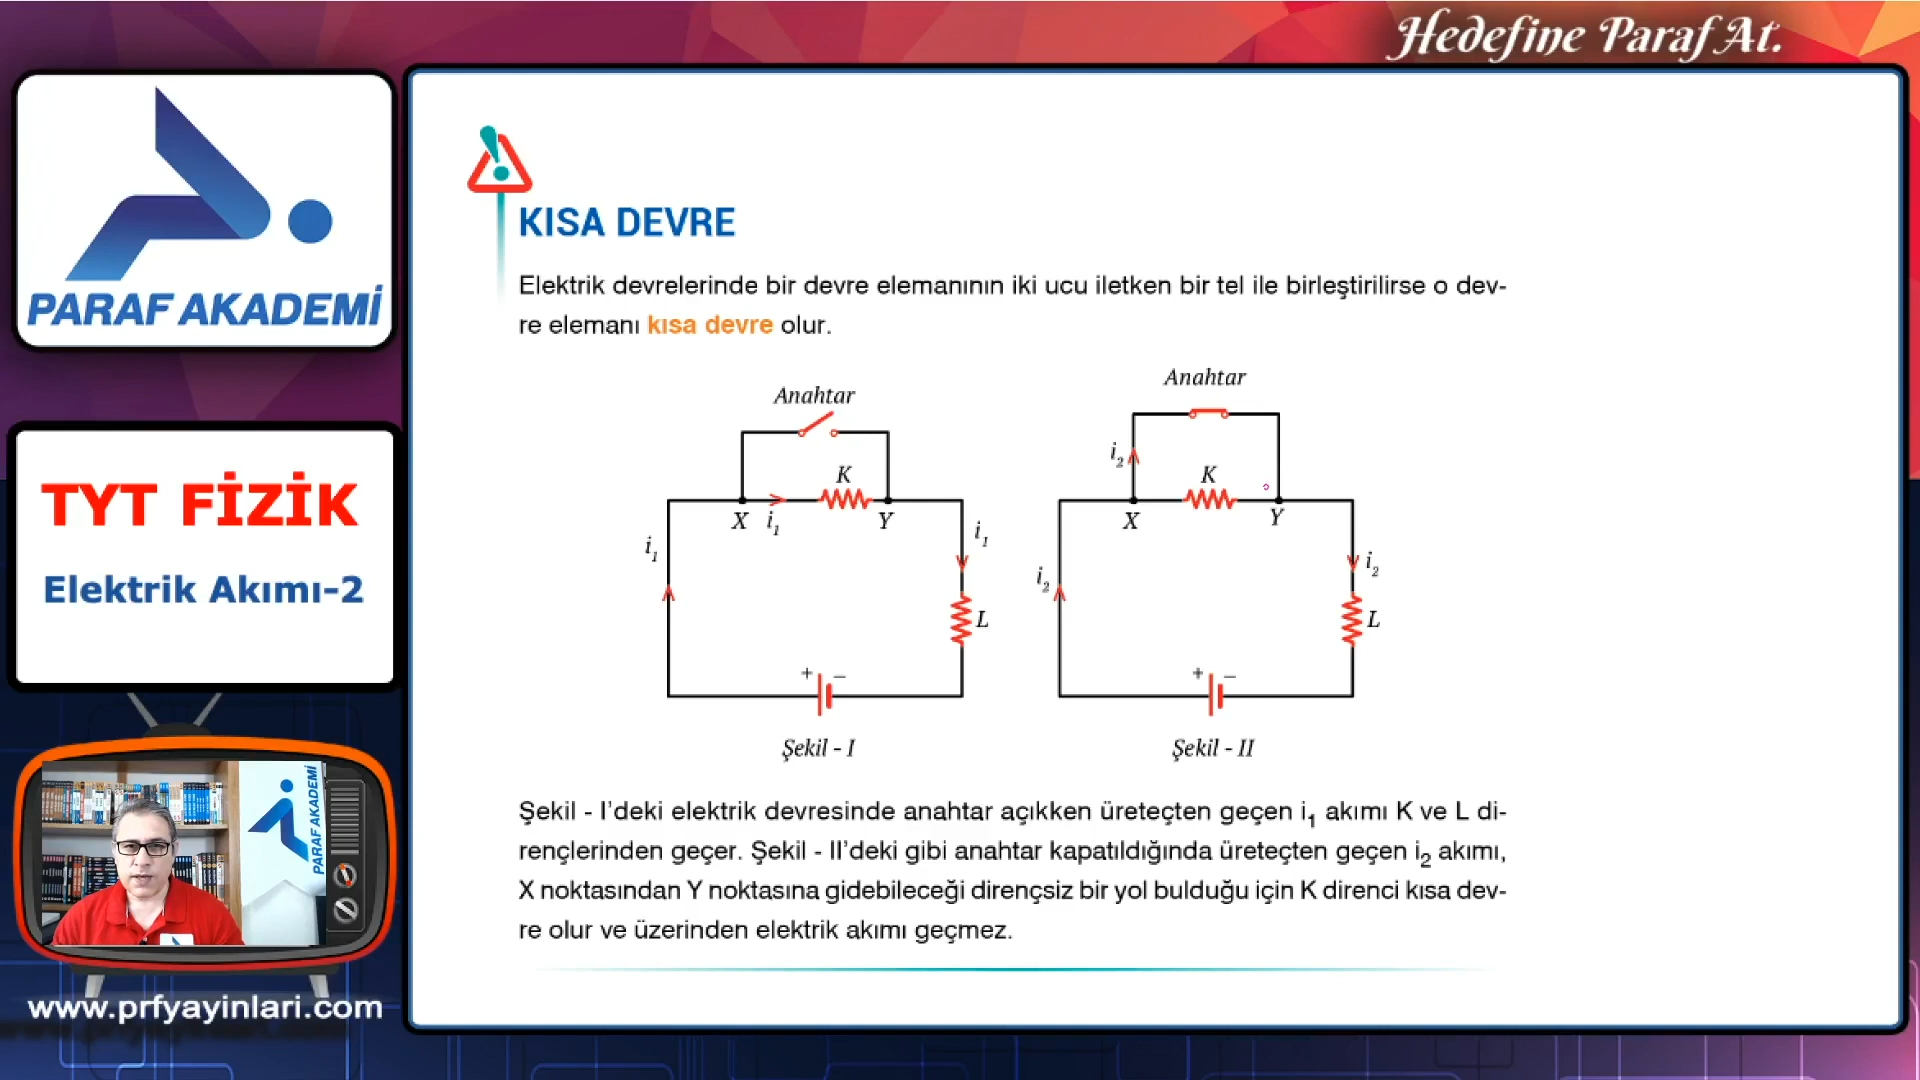 Hedefine Paraf At.
PARAF AKADEMİ
TYT FİZİK
Elektrik Akımı-2
PARAF AKADEMİ
www.prfyayinlari.com
KISA DEVRE
Elektrik devrelerinde bir devre elemanının iki ucu iletken bir tel ile birleştirilirse o dev-
re elemanı kısa devre olur.
Anahtar
K
X
i₁
Y
i₁
i₁
L
+ −
Şekil - I
Anahtar
i₂
K
X
Y
i₂
i₂
L
+ −
Şekil - II
Şekil - I’deki elektrik devresinde anahtar açıkken üreteçten geçen i₁ akımı K ve L di-
rençlerinden geçer. Şekil - II’deki gibi anahtar kapatıldığında üreteçten geçen i₂ akımı,
X noktasından Y noktasına gidebileceği dirençsiz bir yol bulduğu için K direnci kısa dev-
re olur ve üzerinden elektrik akımı geçmez.